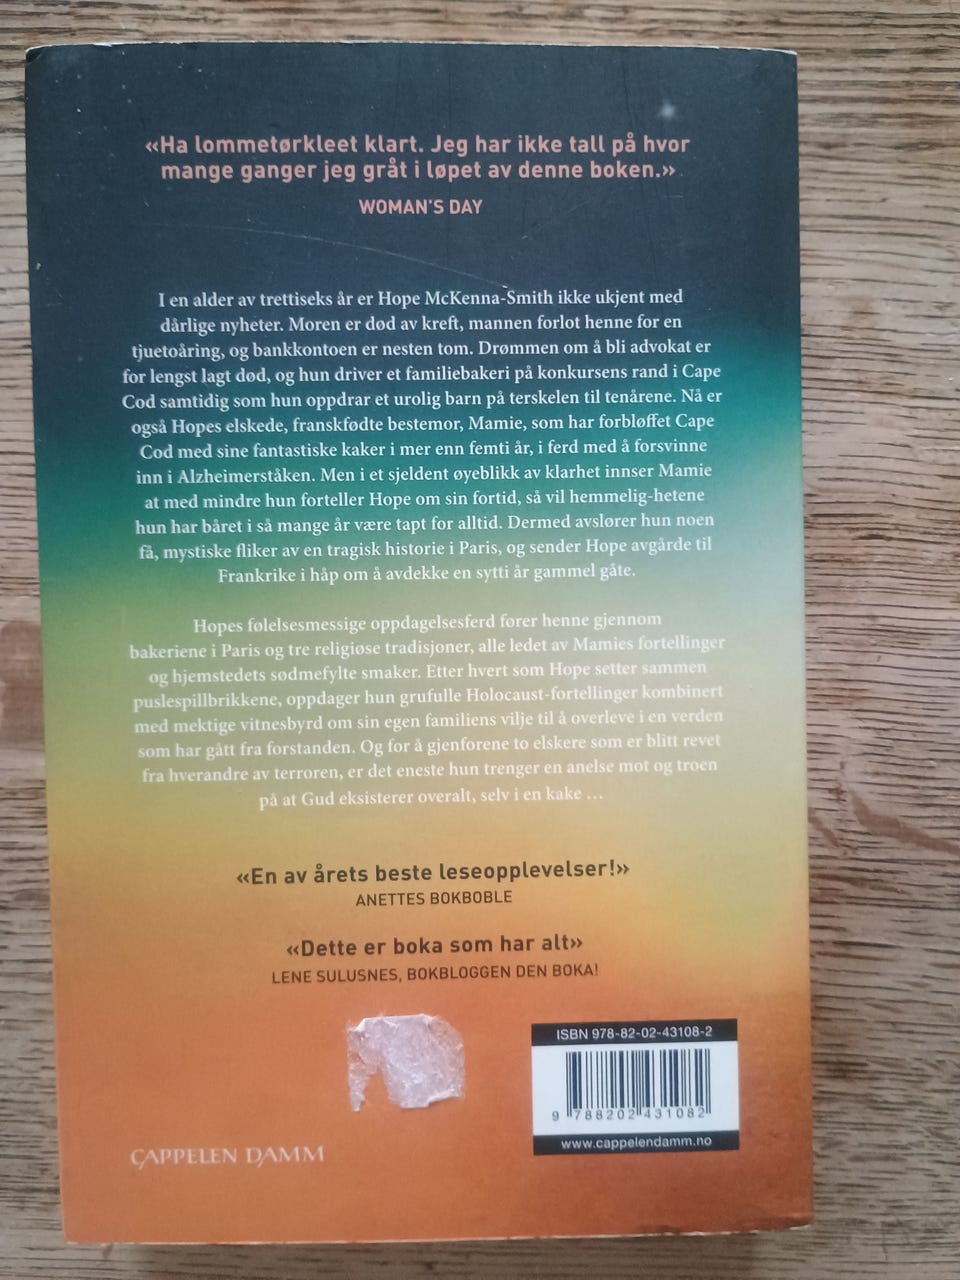 «Ha lommetørkleet klart. Jeg har ikke tall på hvor
mange ganger jeg gråt i løpet av denne boken.»
WOMAN'S DAY
I en alder av trettiseks år er Hope McKenna-Smith ikke ukjent med
dårlige nyheter. Moren er død av kreft, mannen forlot henne for en
tjuetoåring, og bankkontoen er nesten tom. Drømmen om å bli advokat er
for lengst lagt død, og hun driver et familiebakeri på konkursens rand i Cape
Cod samtidig som hun oppdrar et urolig barn på terskelen til tenårene. Nå er
også Hopes elskede, franskfødte bestemor, Mamie, som har forbløffet Cape
Cod med sine fantastiske kaker i mer enn femti år, i ferd med å forsvinne
inn i Alzheimerståken. Men i et sjeldent øyeblikk av klarhet innser Mamie
at med mindre hun forteller Hope om sin fortid, så vil hemmelig-hetene
hun har båret i så mange år være tapt for alltid. Dermed avslører hun noen
få, mystiske fliker av en tragisk historie i Paris, og sender Hope avgårde til
Frankrike i håp om å avdekke en sytti år gammel gåte.
Hopes følelsesmessige oppdagelsesferd fører henne gjennom
bakeriene i Paris og tre religiøse tradisjoner, alle ledet av Mamies fortellinger
og hjemstedets sødmefylte smaker. Etter hvert som Hope setter sammen
puslespillbrikkene, oppdager hun grufulle Holocaust-fortellinger kombinert
med mektige vitnesbyrd om sin egen familiens vilje til å overleve i en verden
som har gått fra forstanden. Og for å gjenforene to elskere som er blitt revet
fra hverandre av terroren, er det eneste hun trenger en anelse mot og troen
på at Gud eksisterer overalt, selv i en kake ...
«En av årets beste leseopplevelser!»
ANETTES BOKBOBLE
«Dette er boka som har alt»
LENE SULUSNES, BOKBLOGGEN DEN BOKA!
ISBN 978-82-02-43108-2
9 788202 431082
www.cappelendamm.no
CAPPELEN DAMM